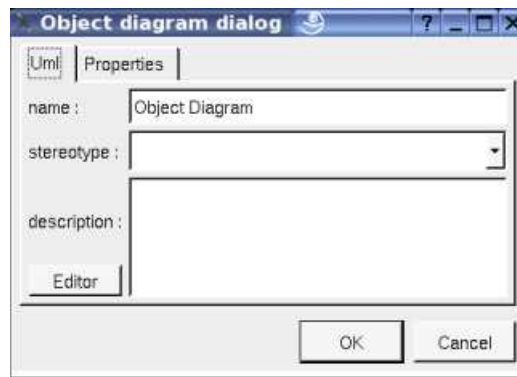 Object diagram dialog ?
Uml Properties
name : Object Diagram
stereotype :
description :
Editor
OK Cancel